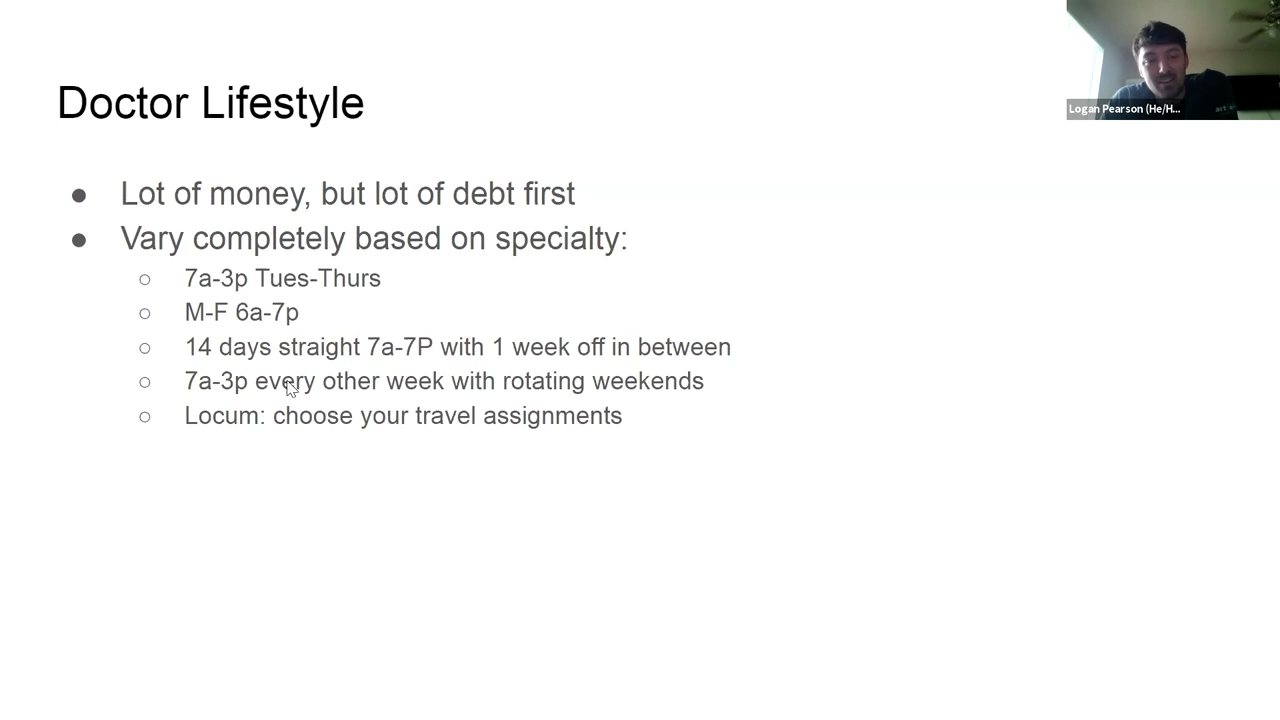 Doctor Lifestyle
Logan Pearson (He/H...
● Lot of money, but lot of debt first
● Vary completely based on specialty:
○ 7a-3p Tues-Thurs
○ M-F 6a-7p
○ 14 days straight 7a-7P with 1 week off in between
○ 7a-3p every other week with rotating weekends
○ Locum: choose your travel assignments